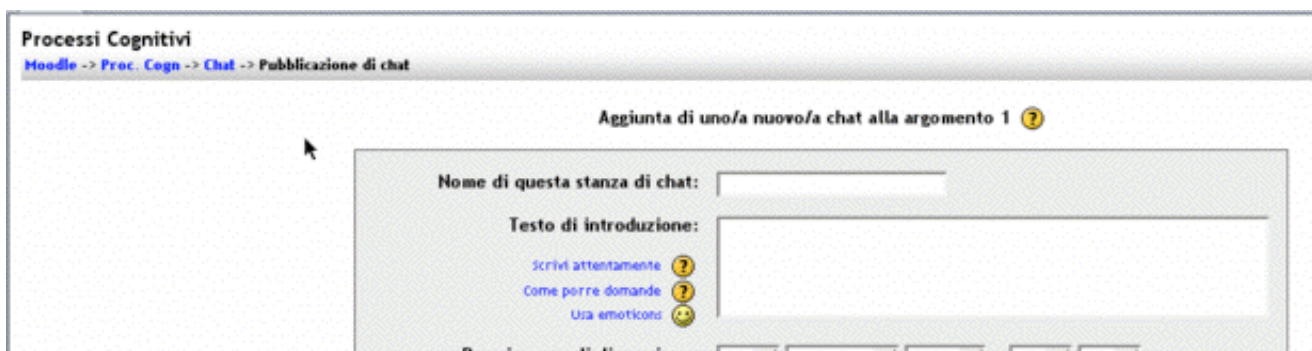 Processi Cognitivi
Moodle -> Proc. Cogn -> Chat -> Pubblicazione di chat
Aggiunta di uno/a nuovo/a chat alla argomento 1 ?
Nome di questa stanza di chat:
Testo di introduzione:
Scrivi attentamente ?
Come porre domande ?
Usa emoticons